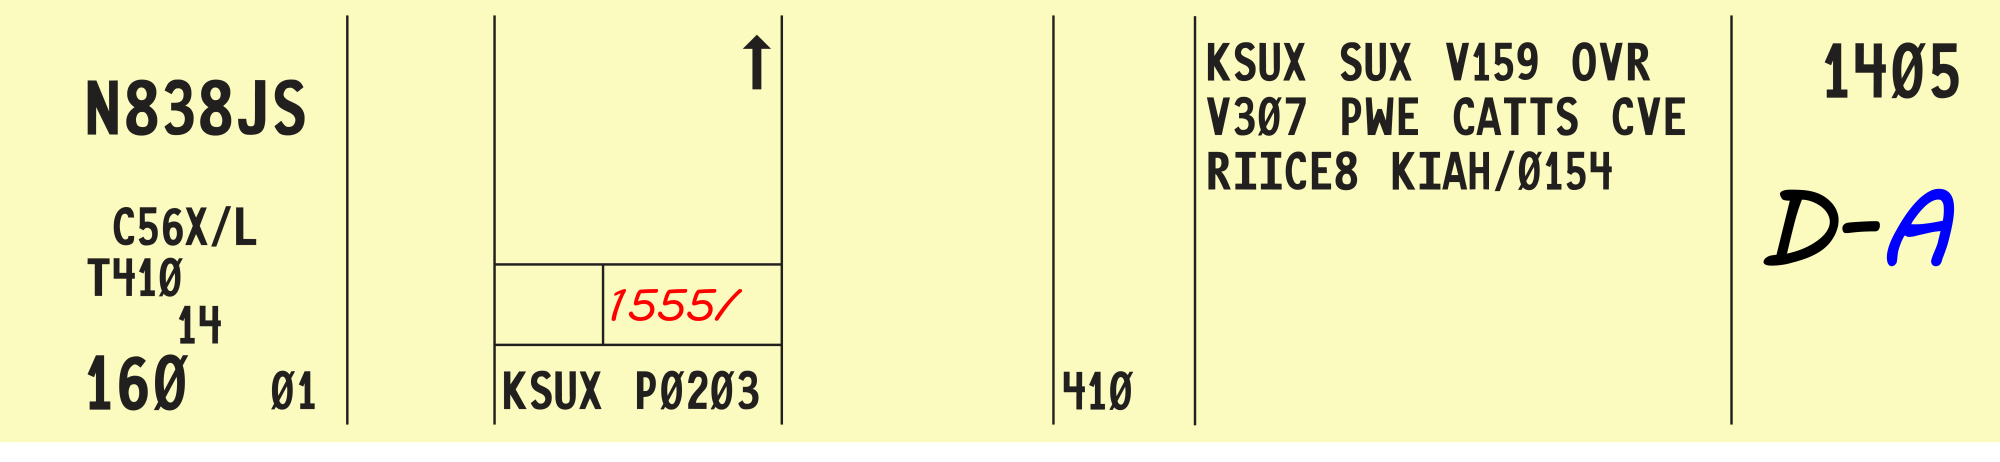 N838JS
C56X/L
T410
14
160 01
↑
1555/
KSUX P0203
410
KSUX SUX V159 OVR
V307 PWE CATTS CVE
RIICE8 KIAH/0154
1405
D-A